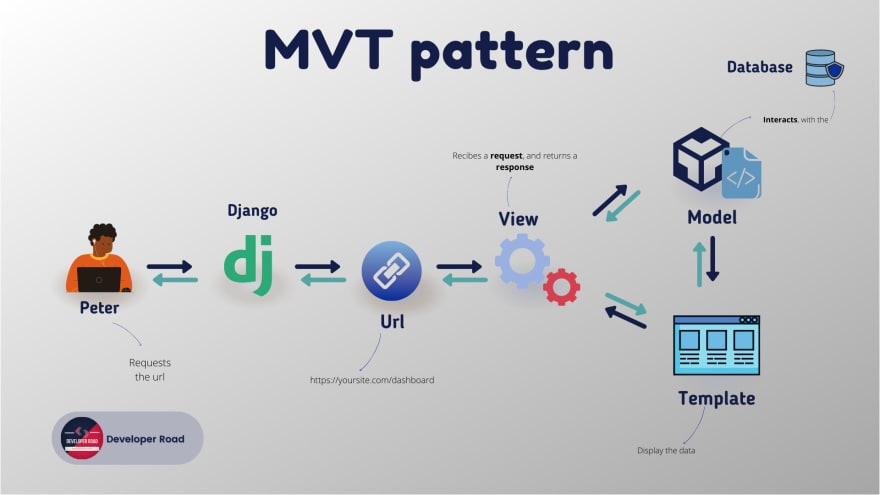 MVT pattern
Database
Interacts, with the
Recibes a request, and returns a
response
Django
View
Model
dj
</>
Peter
Url
Requests
the url
https://yoursite.com/dashboard
Template
DEVELOPER ROAD
Developer Road
Display the data